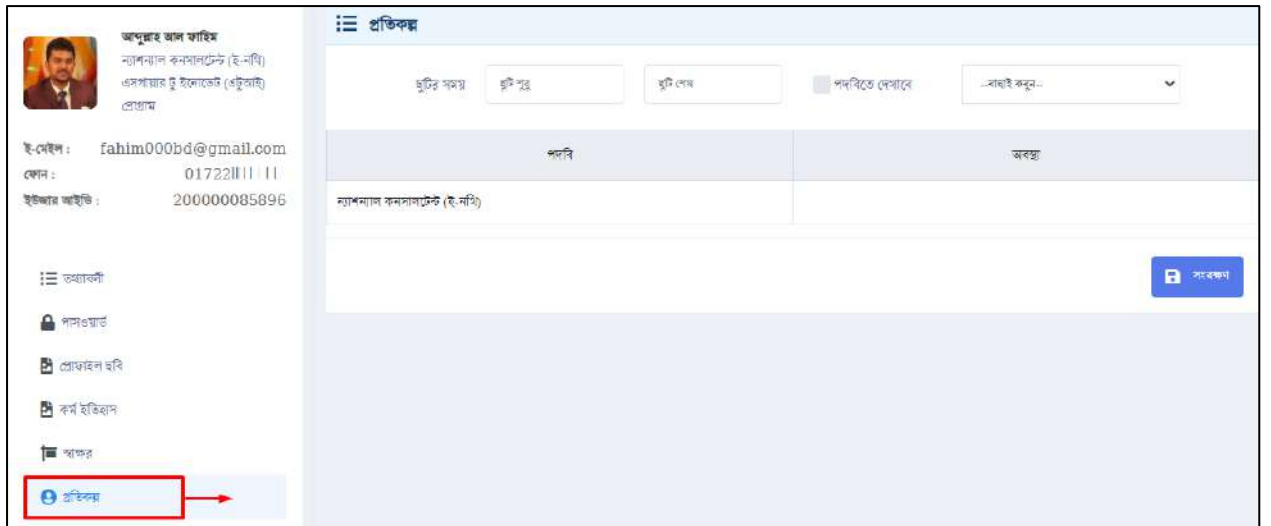 আব্দুল্লাহ আল ফাহিম
ন্যাশনাল কনসালটেন্ট (ই-নথি)
এসপায়ার টু ইনোভেট (এটুআই)
প্রোগ্রাম
ই-মেইল : fahim000bd@gmail.com
ফোন : 01722
ইউজার আইডি : 200000085896
তথ্যাবলী
পাসওয়ার্ড
প্রোফাইল ছবি
কর্ম ইতিহাস
স্বাক্ষর
প্রতিকল্প
প্রতিকল্প
ছুটির সময় ছুটি শুরু ছুটি শেষ পদবিতে দেখাবে --বাছাই করুন--
পদবি অবস্থা
ন্যাশনাল কনসালটেন্ট (ই-নথি)
সংরক্ষণ